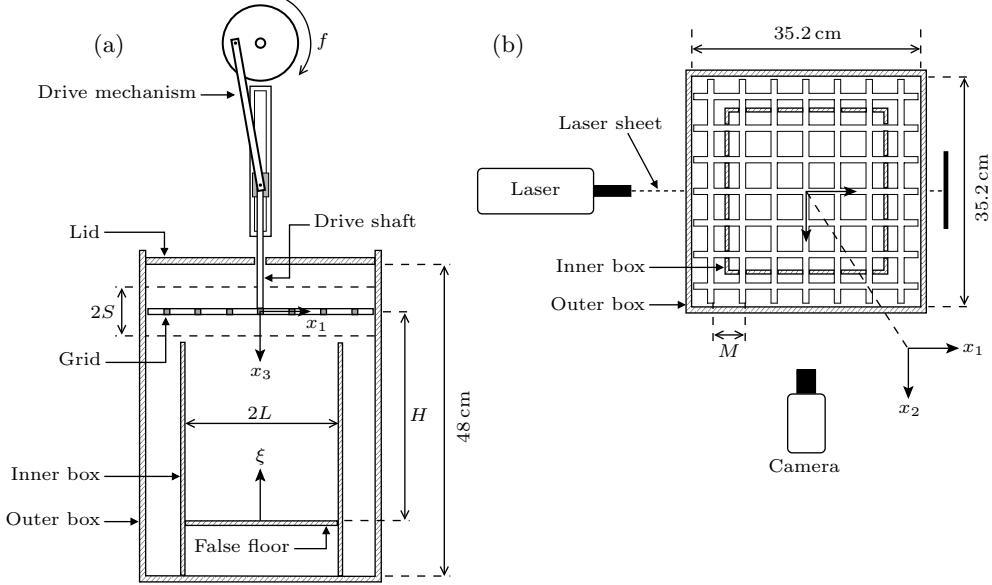 (a)
f
Drive mechanism
Drive shaft
Lid
2S
x₁
Grid
x₃
2L
H
48 cm
ξ
Inner box
Outer box
False floor
(b)
35.2 cm
Laser sheet
Laser
35.2 cm
Inner box
Outer box
M
x₁
x₂
Camera